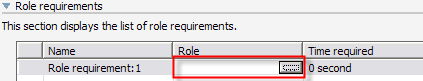 Role requirements
This section displays the list of role requirements.
Name Role Time required
Role requirement:1 ... 0 second